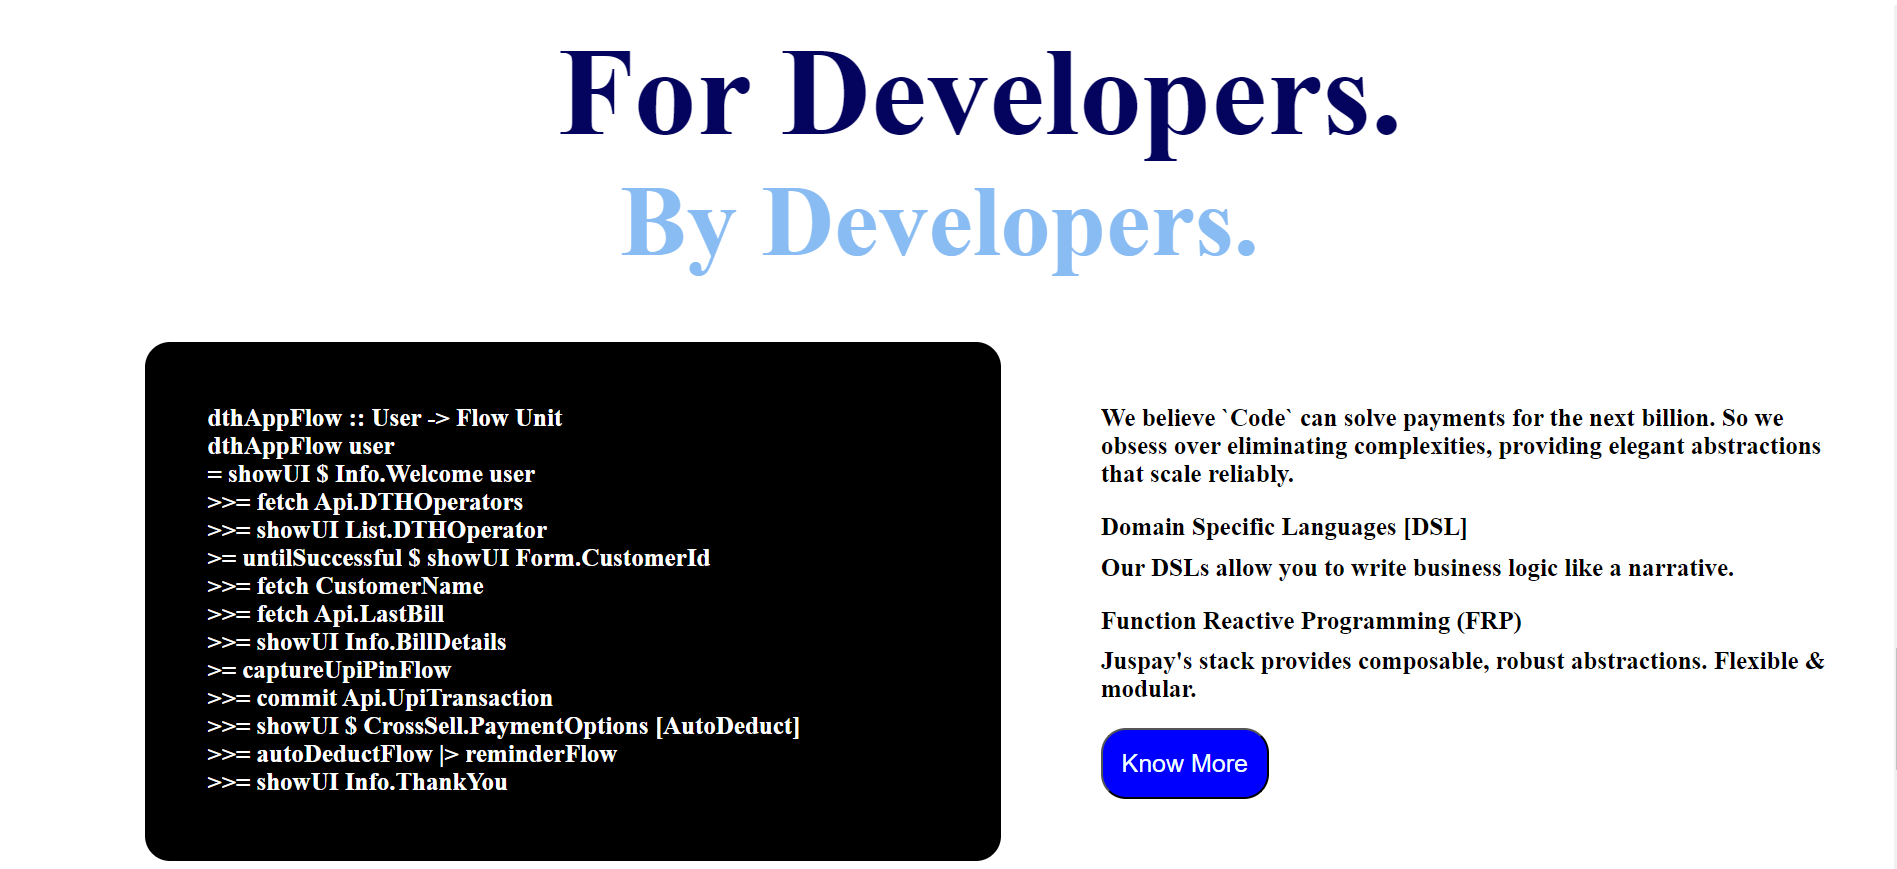 For Developers.
By Developers.
dthAppFlow :: User -> Flow Unit
dthAppFlow user
= showUI $ Info.Welcome user
>>= fetch Api.DTHOperators
>>= showUI List.DTHOperator
>= untilSuccessful $ showUI Form.CustomerId
>>= fetch CustomerName
>>= fetch Api.LastBill
>>= showUI Info.BillDetails
>= captureUpiPinFlow
>>= commit Api.UpiTransaction
>>= showUI $ CrossSell.PaymentOptions [AutoDeduct]
>>= autoDeductFlow |> reminderFlow
>>= showUI Info.ThankYou
We believe `Code` can solve payments for the next billion. So we
obsess over eliminating complexities, providing elegant abstractions
that scale reliably.
Domain Specific Languages [DSL]
Our DSLs allow you to write business logic like a narrative.
Function Reactive Programming (FRP)
Juspay's stack provides composable, robust abstractions. Flexible &
modular.
Know More